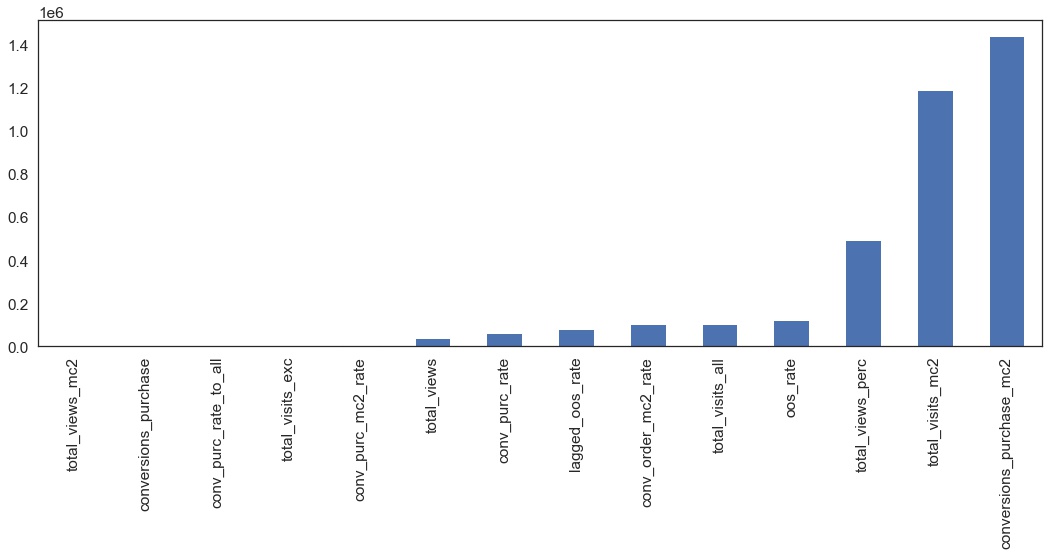 1e6
1.4
1.2
1.0
0.8
0.6
0.4
0.2
0.0
total_views_mc2
conversions_purchase
conv_purc_rate_to_all
total_visits_exc
conv_purc_mc2_rate
total_views
conv_purc_rate
lagged_oos_rate
conv_order_mc2_rate
total_visits_all
oos_rate
total_views_perc
total_visits_mc2
conversions_purchase_mc2